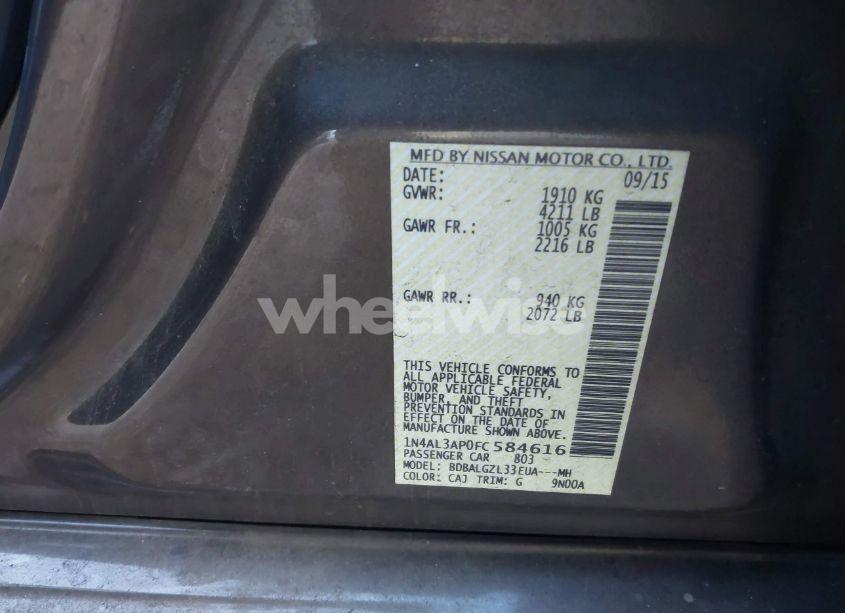 MFD BY NISSAN MOTOR CO., LTD.
DATE: 09/15
GVWR: 1910 KG
4211 LB
GAWR FR.: 1005 KG
2216 LB
wheelwise
GAWR RR.: 940 KG
2072 LB
THIS VEHICLE CONFORMS TO
ALL APPLICABLE FEDERAL
MOTOR VEHICLE SAFETY,
BUMPER, AND THEFT
PREVENTION STANDARDS IN
EFFECT ON THE DATE OF
MANUFACTURE SHOWN ABOVE.
1N4AL3AP0FC584616
PASSENGER CAR 803
MODEL: BDBALGZL33EUA---MH
COLOR: CAJ TRIM: G 9N00A